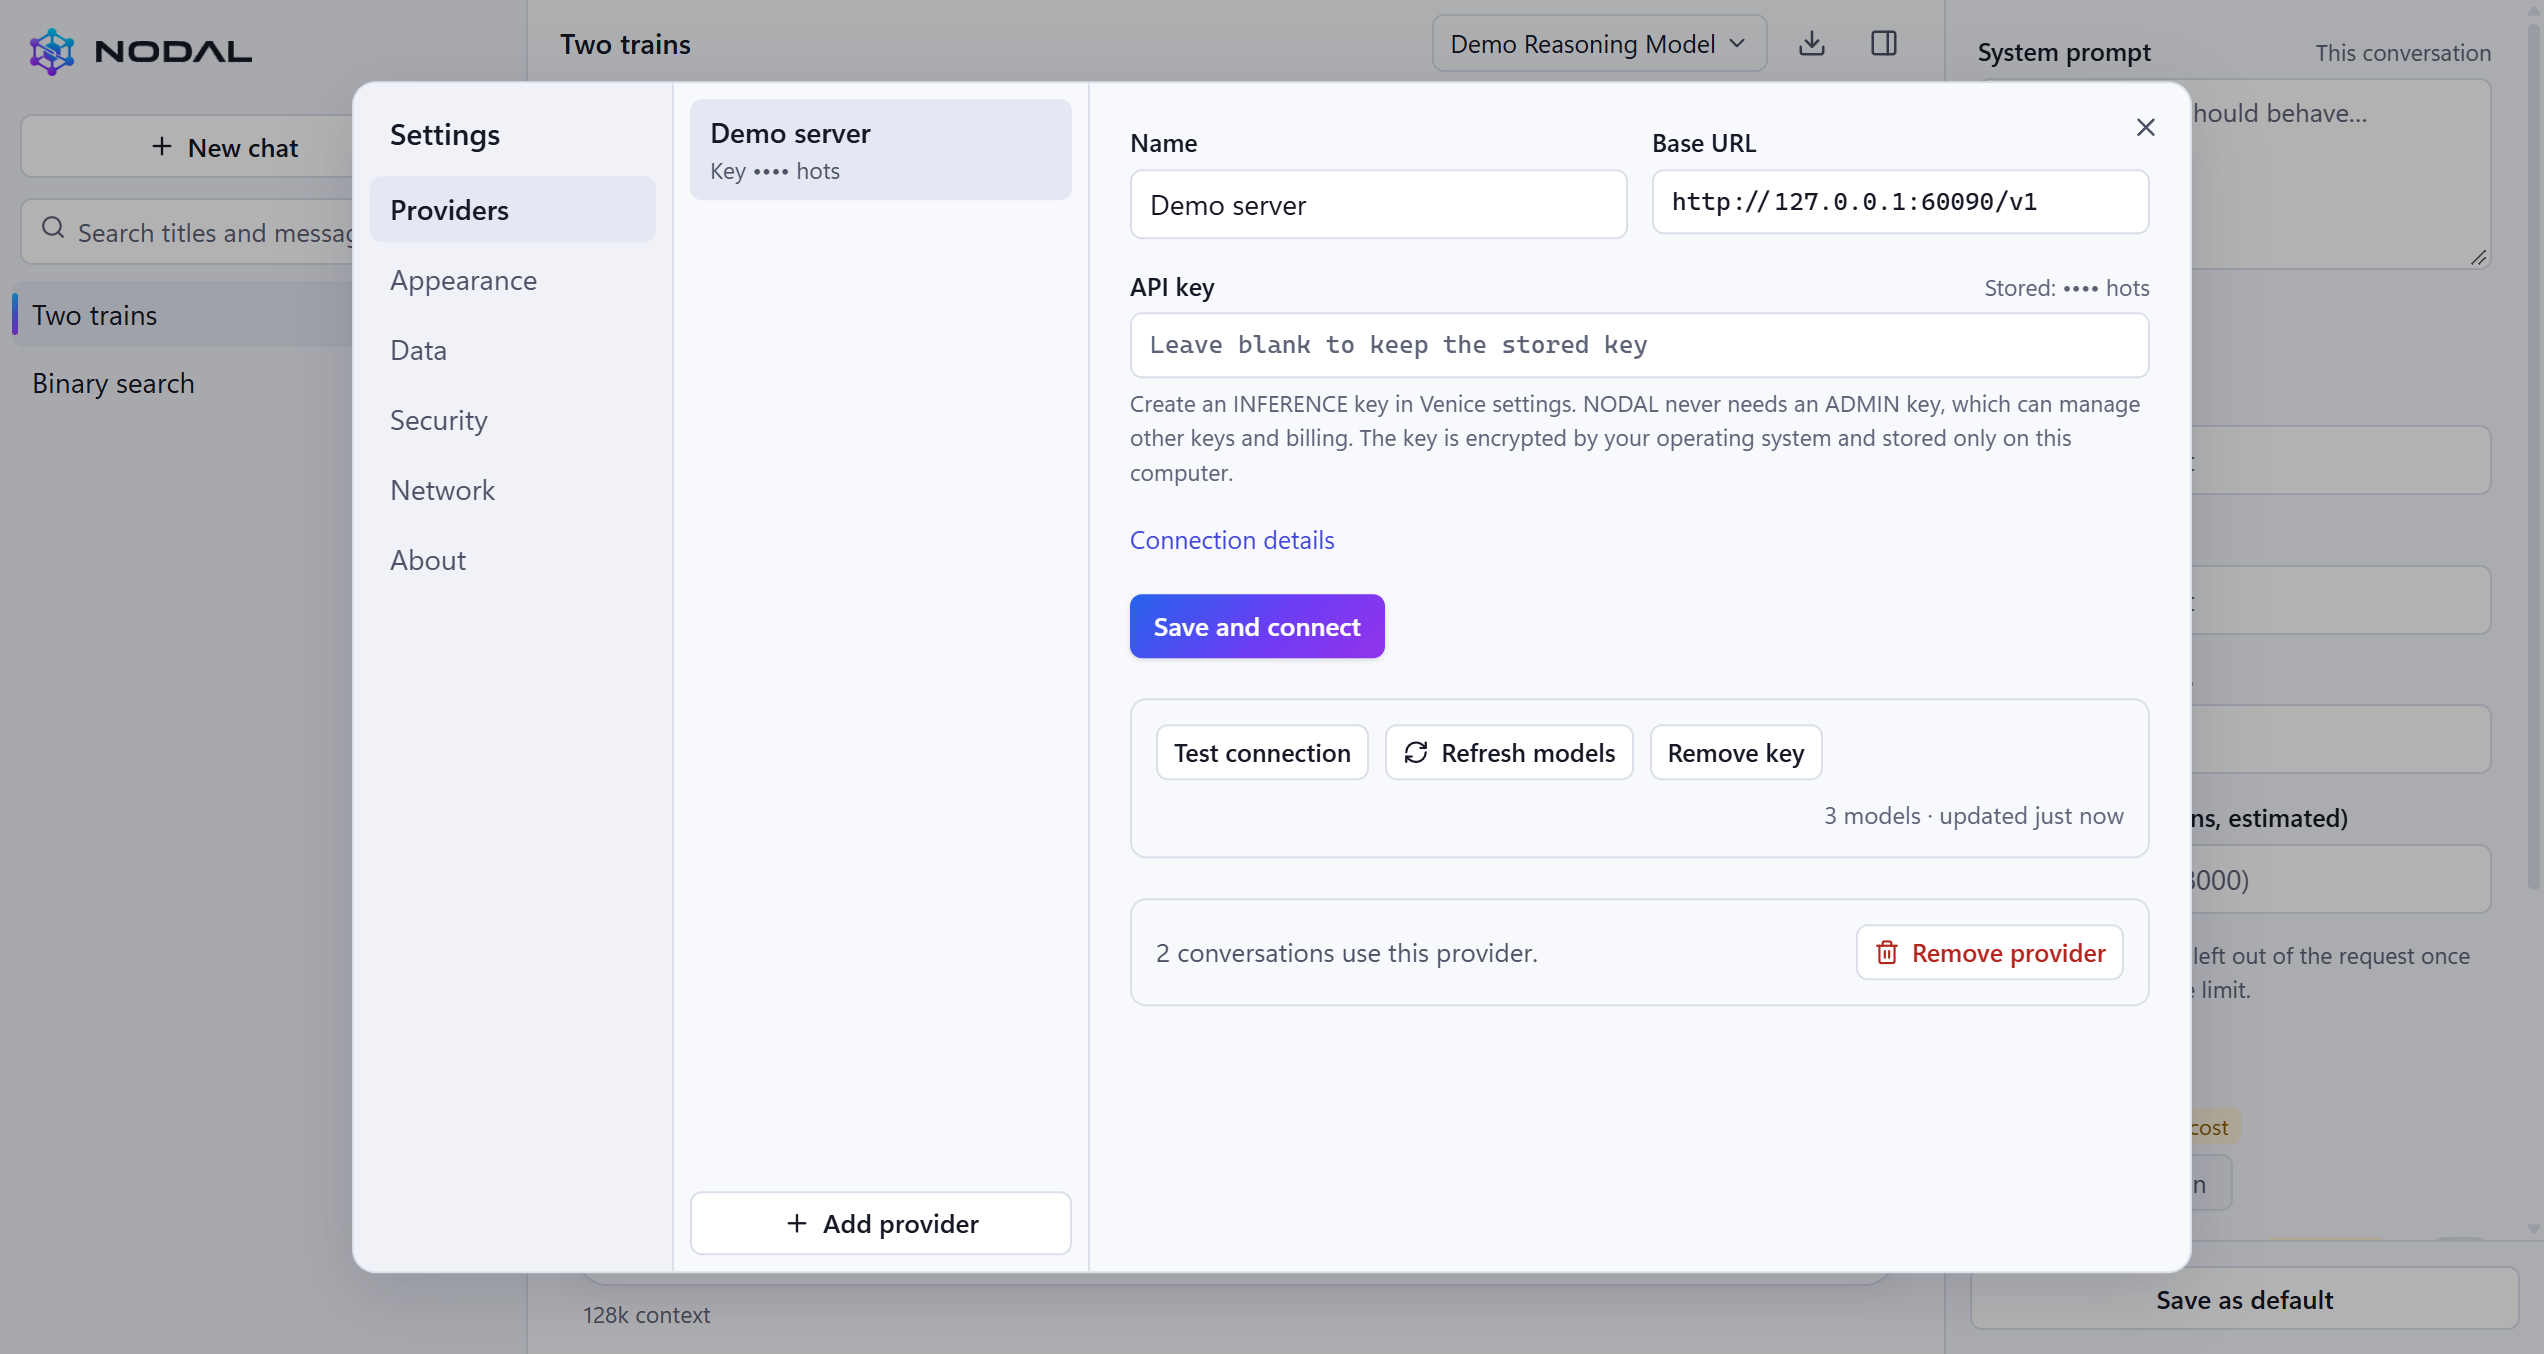 NODAL
New chat
Search titles and messag
Two trains
Binary search
Two trains
Demo Reasoning Model
System prompt
This conversation
hould behave...
Settings
Providers
Appearance
Data
Security
Network
About
Demo server
Key •••• hots
Add provider
Name
Demo server
Base URL
http://127.0.0.1:60090/v1
API key
Stored: •••• hots
Leave blank to keep the stored key
Create an INFERENCE key in Venice settings. NODAL never needs an ADMIN key, which can manage
other keys and billing. The key is encrypted by your operating system and stored only on this
computer.
Connection details
Save and connect
Test connection
Refresh models
Remove key
3 models · updated just now
2 conversations use this provider.
Remove provider
ns, estimated)
000)
left out of the request once
limit.
cost
n
Save as default
128k context